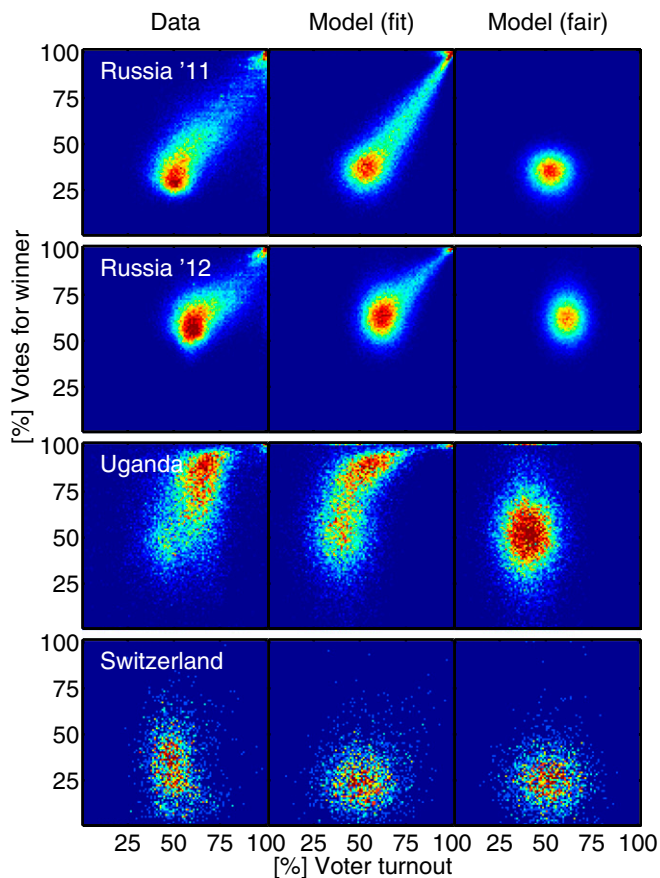 Data Model (fit) Model (fair)
[%] Votes for winner
100
75
50
25
Russia '11
100
75
50
25
Russia '12
100
75
50
25
Uganda
100
75
50
25
Switzerland
25 50 75 100 25 50 75 100 25 50 75 100
[%] Voter turnout